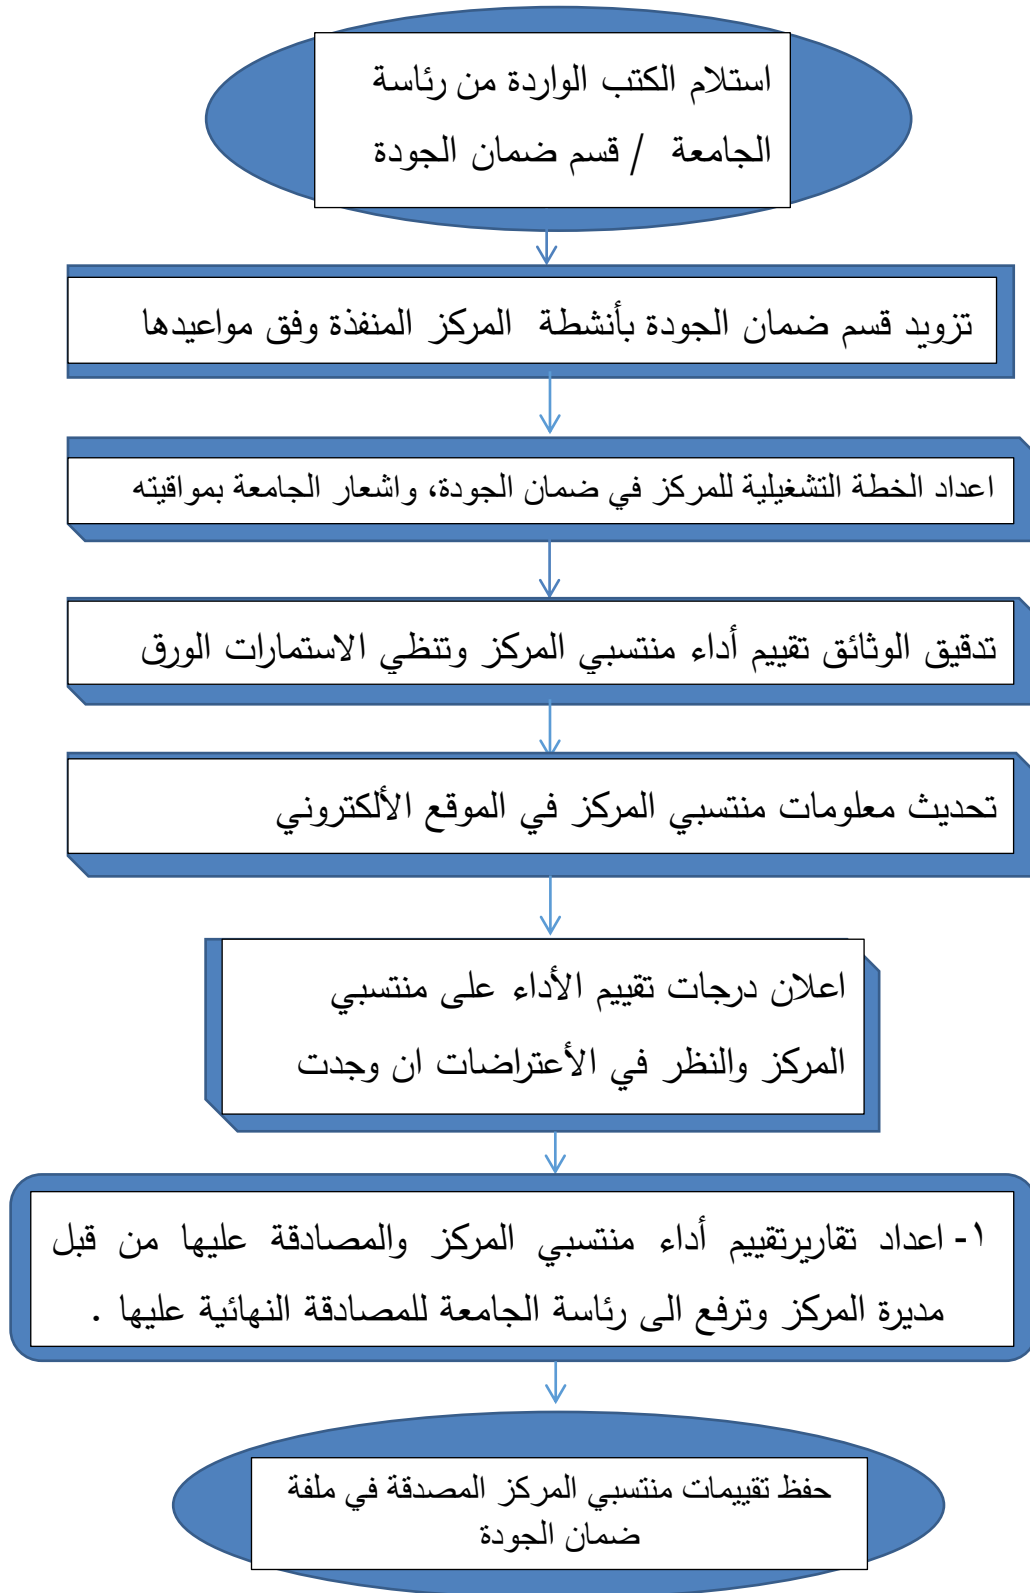 استلام الكتب الواردة من رئاسة
الجامعة / قسم ضمان الجودة
تزويد قسم ضمان الجودة بأنشطة المركز المنفذة وفق مواعيدها
اعداد الخطة التشغيلية للمركز في ضمان الجودة، واشعار الجامعة بمواقيته
تدقيق الوثائق تقييم أداء منتسبي المركز وتنظي الاستمارات الورق
تحديث معلومات منتسبي المركز في الموقع الألكتروني
اعلان درجات تقييم الأداء على منتسبي
المركز والنظر في الأعتراضات ان وجدت
١- اعداد تقاريرتقييم أداء منتسبي المركز والمصادقة عليها من قبل
مديرة المركز وترفع الى رئاسة الجامعة للمصادقة النهائية عليها .
حفظ تقييمات منتسبي المركز المصدقة في ملفة
ضمان الجودة